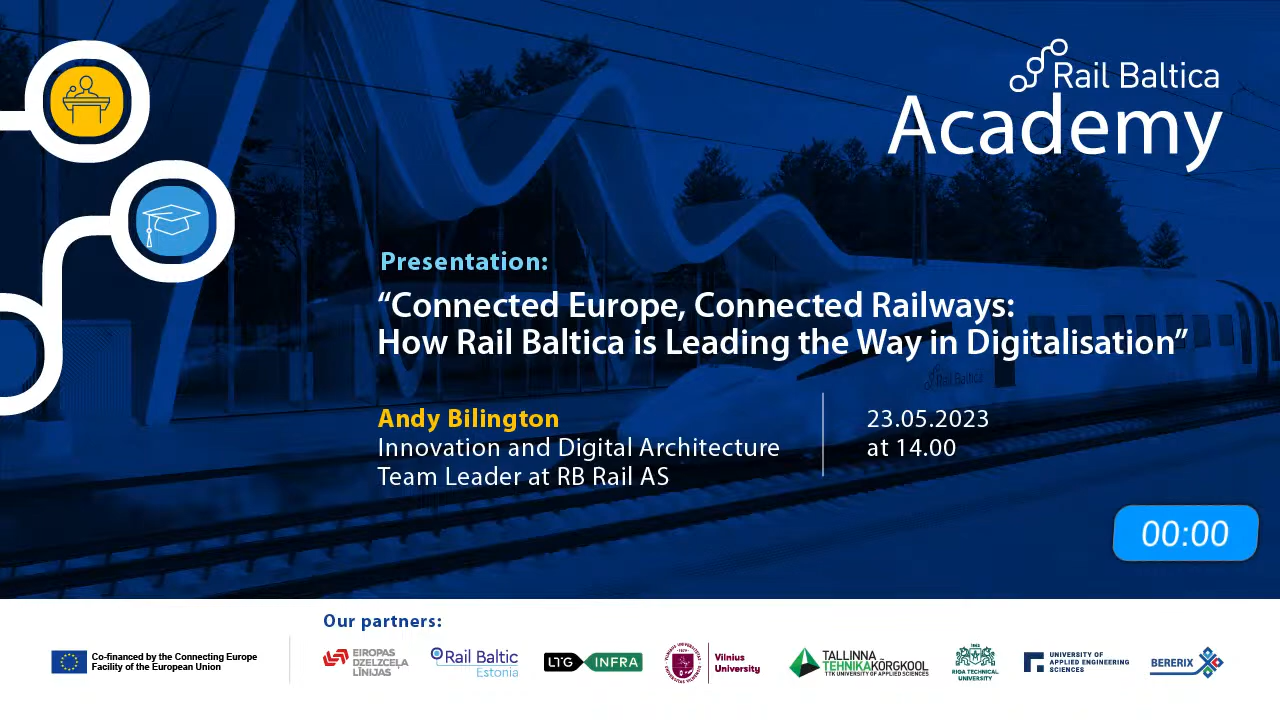 Rail Baltica
Academy
Presentation:
“Connected Europe, Connected Railways:
How Rail Baltica is Leading the Way in Digitalisation”
Andy Bilington
Innovation and Digital Architecture
Team Leader at RB Rail AS
23.05.2023
at 14.00
Rail Baltica
00:00
Our partners:
Co-financed by the Connecting Europe
Facility of the European Union
EIROPAS
DZELZCEĻA
LĪNIJAS
Rail Baltic
Estonia
LTG INFRA
Vilnius
University
TALLINNA
TEHNIKAKÕRGKOOL
TTK UNIVERSITY OF APPLIED SCIENCES
RIGA TECHNICAL
UNIVERSITY
UNIVERSITY OF
APPLIED ENGINEERING
SCIENCES
BERERIX